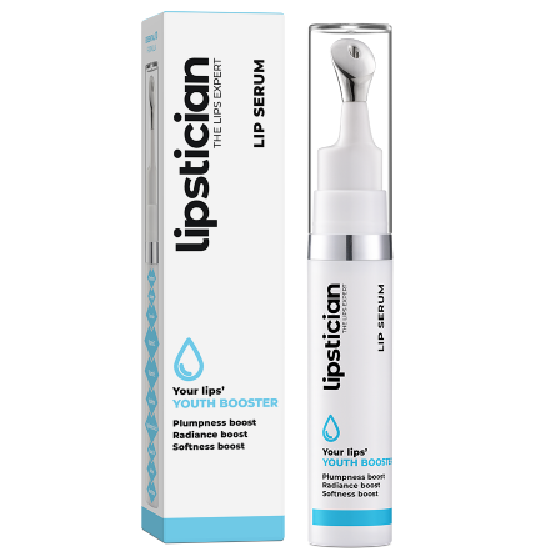 lipstician
THE LIPS EXPERT
LIP SERUM
Your lips'
YOUTH BOOSTER
Plumpness boost
Radiance boost
Softness boost
lipstician
THE LIPS EXPERT
LIP SERUM
Your lips'
YOUTH BOOSTE
Plumpness boost
Radiance boost
Softness boost